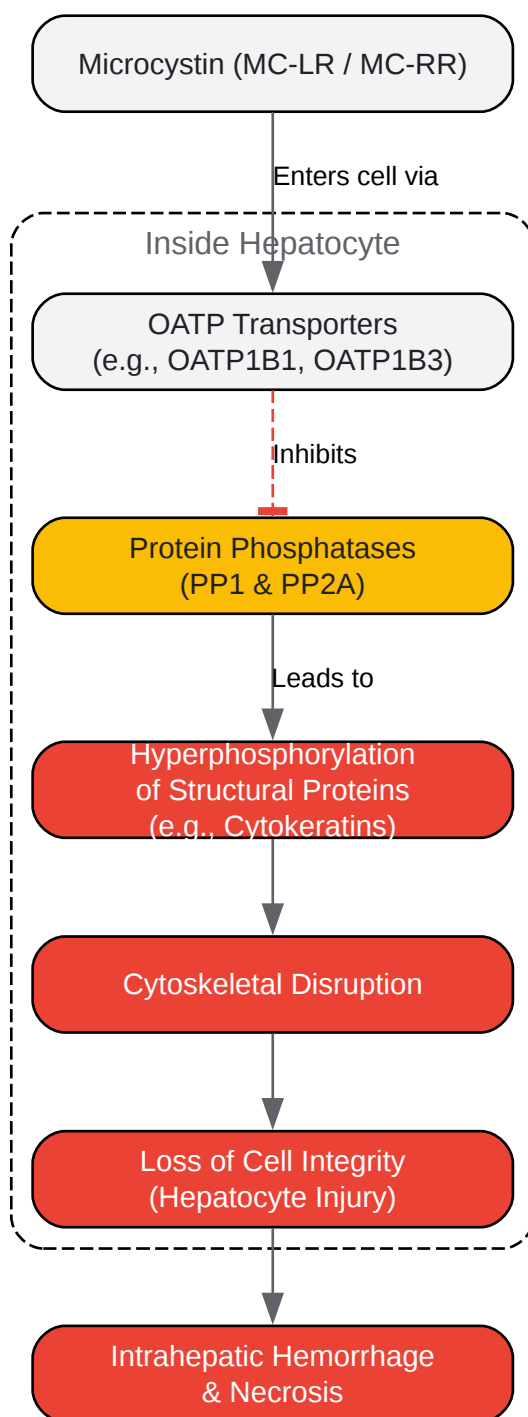 Microcystin (MC-LR / MC-RR)
Enters cell via
Inside Hepatocyte
OATP Transporters
(e.g., OATP1B1, OATP1B3)
Inhibits
Protein Phosphatases
(PP1 & PP2A)
Leads to
Hyperphosphorylation
of Structural Proteins
(e.g., Cytokeratins)
Cytoskeletal Disruption
Loss of Cell Integrity
(Hepatocyte Injury)
Intrahepatic Hemorrhage
& Necrosis